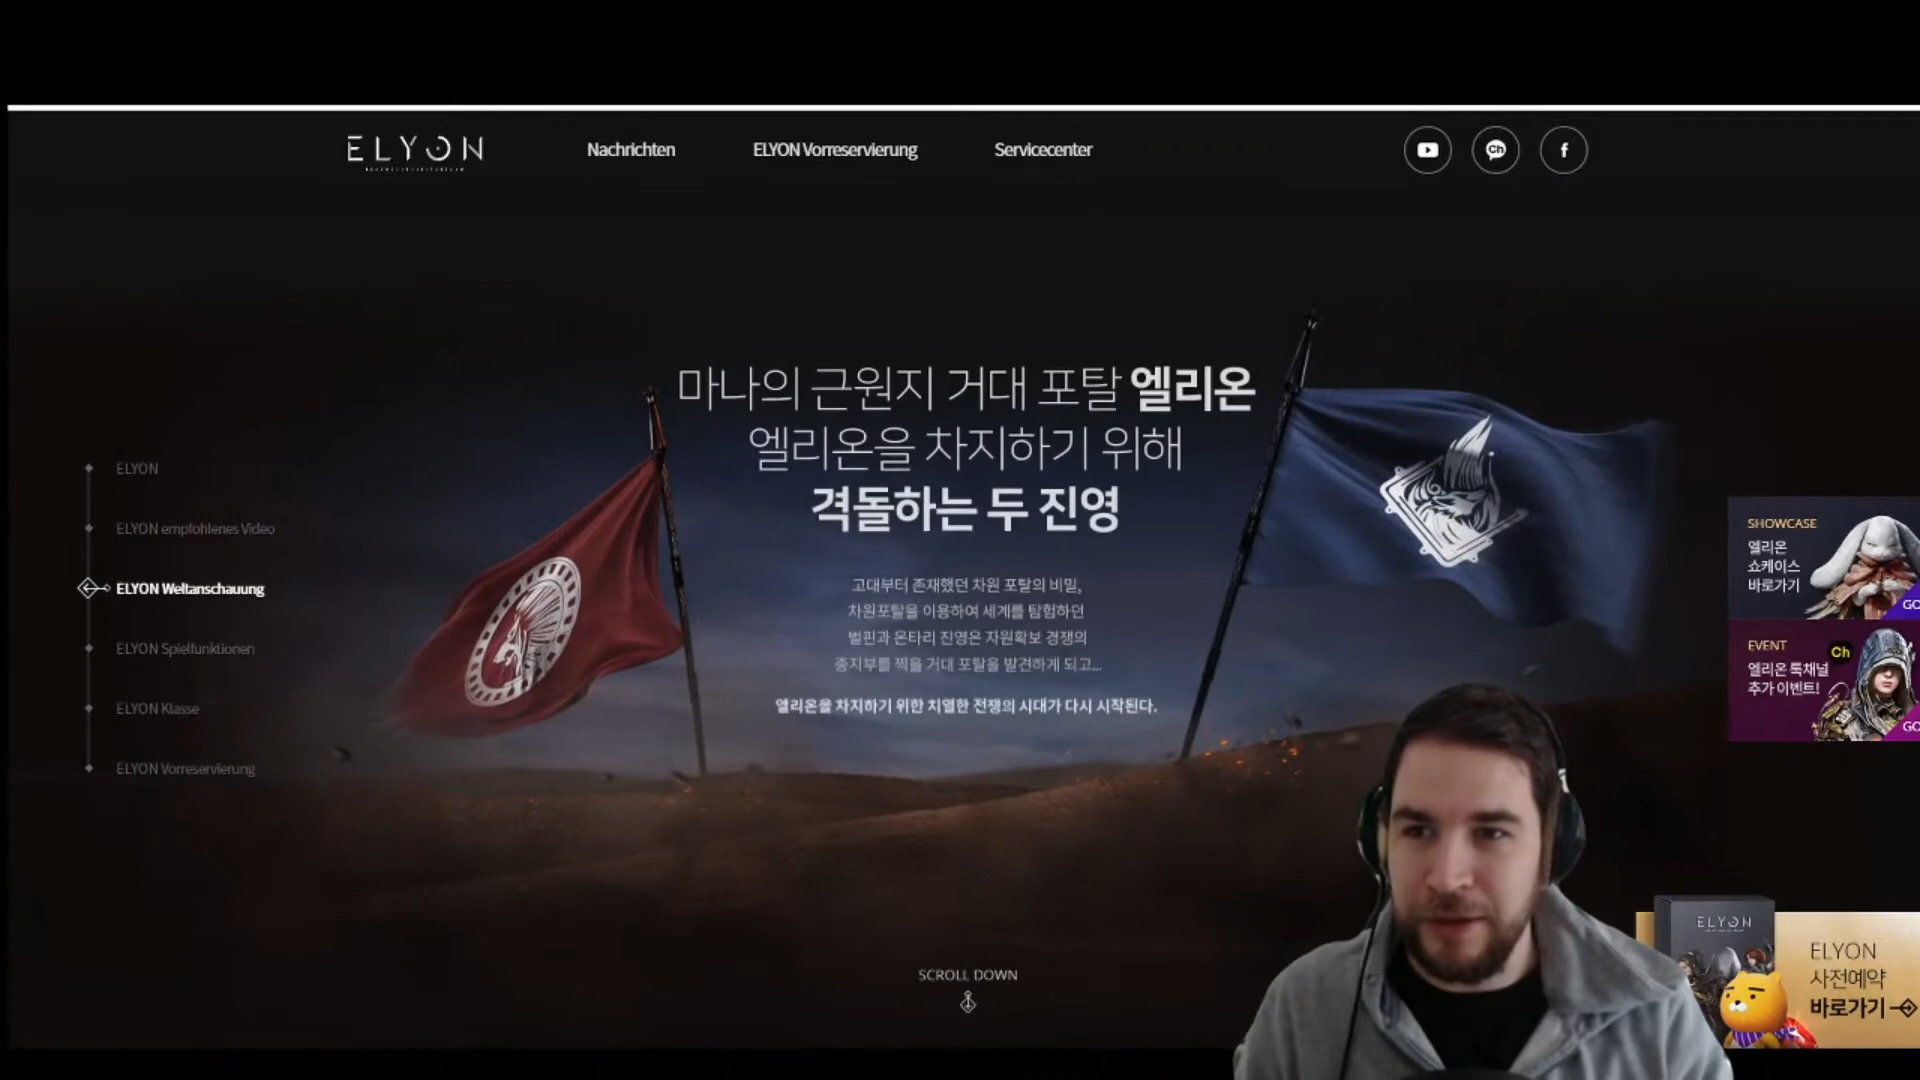 ELYON
Nachrichten
ELYON Vorreservierung
Servicecenter
Ch
f
마나의 근원지 거대 포탈 엘리온
엘리온을 차지하기 위해
격돌하는 두 진영
고대부터 존재했던 차원 포탈의 비밀,
차원포탈을 이용하여 세계를 탐험하던
벌핀과 온타리 진영은 자원확보 경쟁의
종지부를 찍을 거대 포탈을 발견하게 되고...
엘리온을 차지하기 위한 치열한 전쟁의 시대가 다시 시작된다.
ELYON
ELYON empfohlenes Video
ELYON Weltanschauung
ELYON Spielfunktionen
ELYON Klasse
ELYON Vorreservierung
SHOWCASE
엘리온
쇼케이스
바로가기
GO
EVENT
Ch
엘리온 톡채널
추가 이벤트!
GO
SCROLL DOWN
ELYON
ELYON
사전예약
바로가기